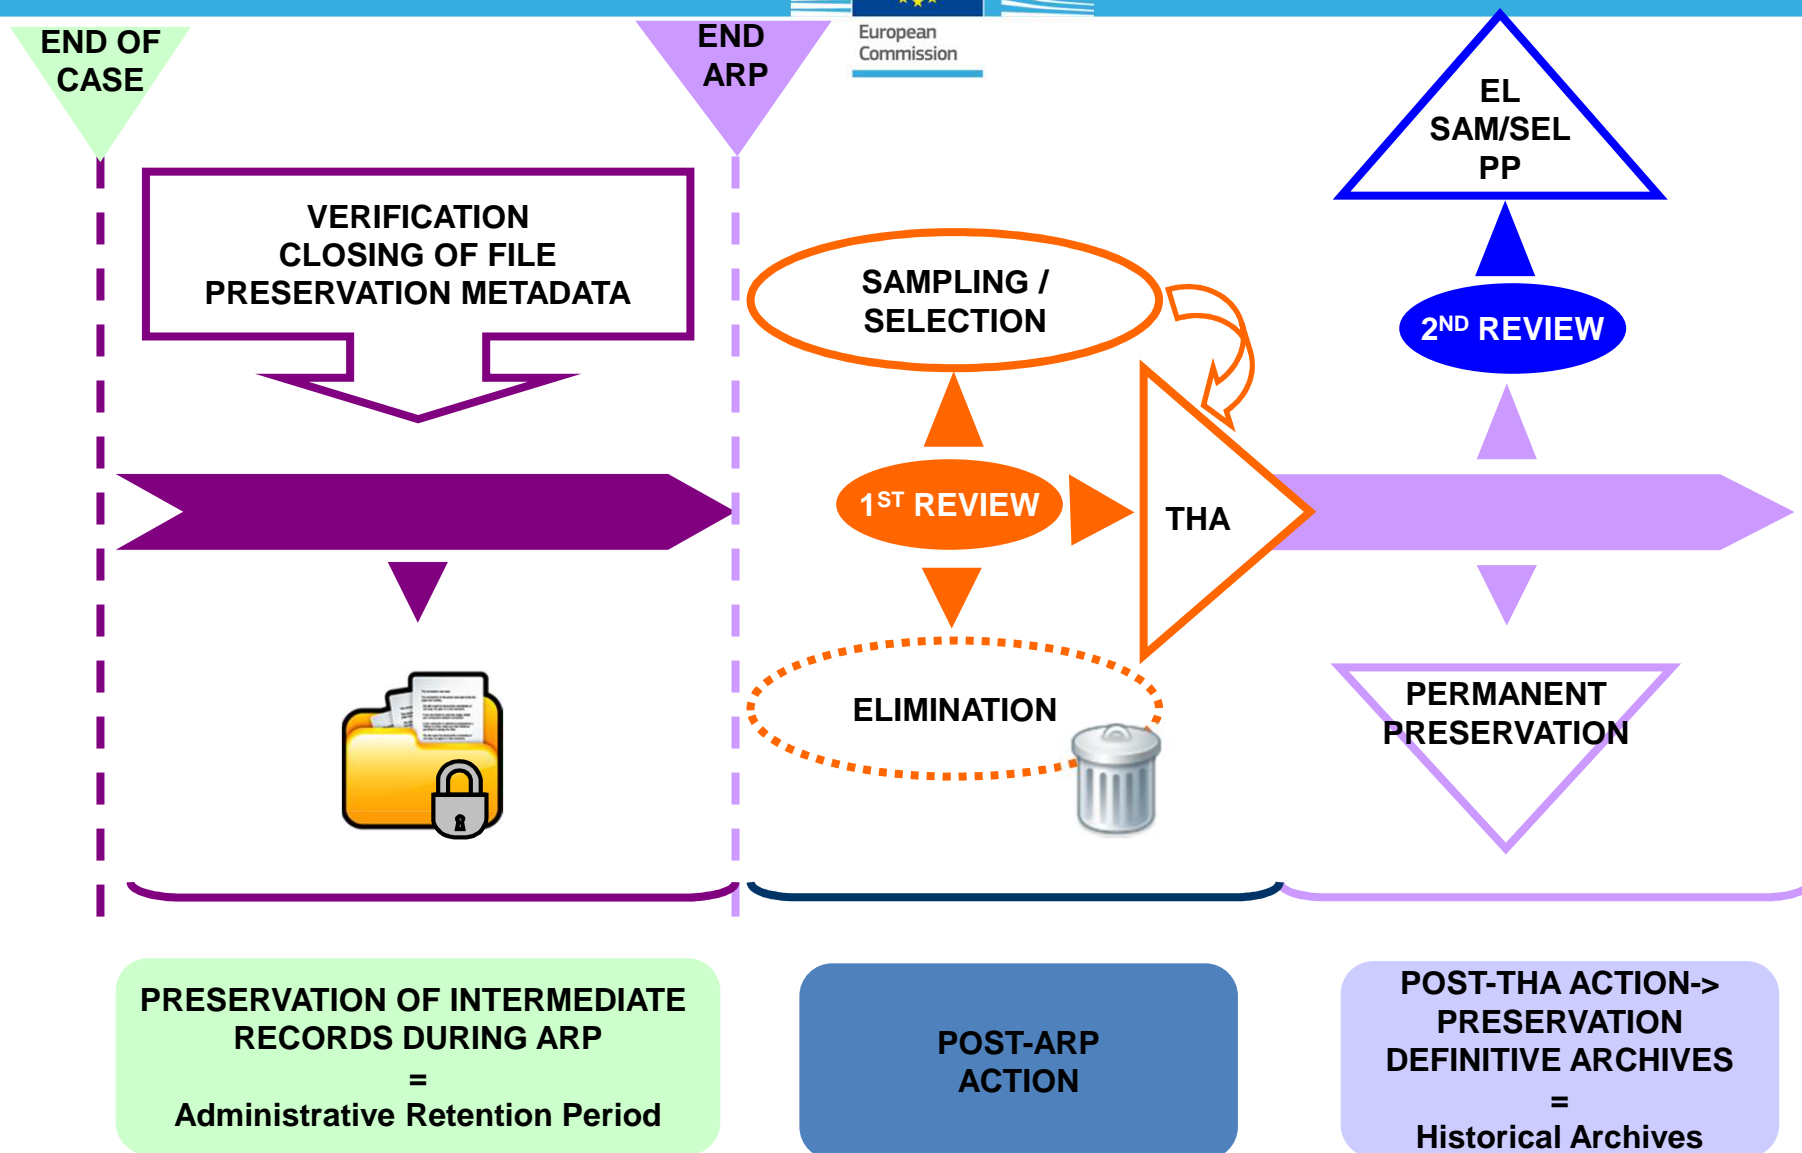 END OF
CASE
END
ARP
European
Commission
EL
SAM/SEL
PP
VERIFICATION
CLOSING OF FILE
PRESERVATION METADATA
SAMPLING /
SELECTION
2ND REVIEW
1ST REVIEW
THA
ELIMINATION
PERMANENT
PRESERVATION
PRESERVATION OF INTERMEDIATE
RECORDS DURING ARP
=
Administrative Retention Period
POST-ARP
ACTION
POST-THA ACTION->
PRESERVATION
DEFINITIVE ARCHIVES
=
Historical Archives